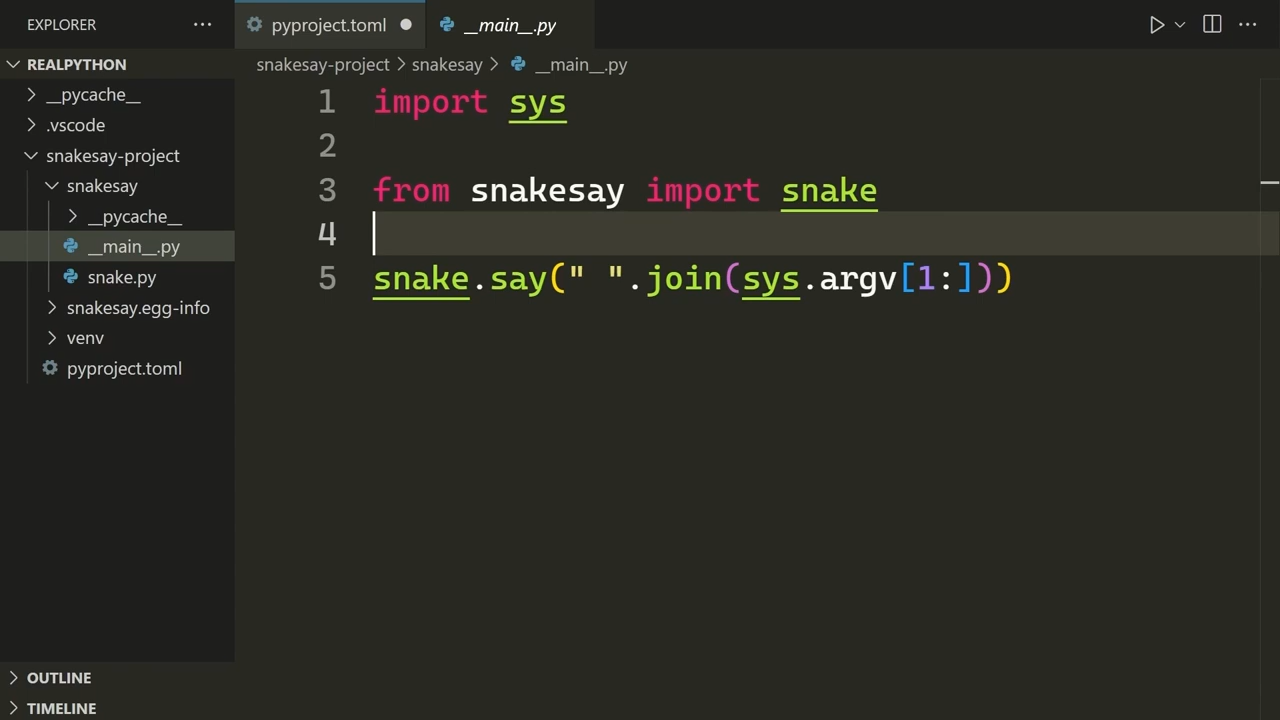 EXPLORER
REALPYTHON
__pycache__
.vscode
snakesay-project
snakesay
__pycache__
__main__.py
snake.py
snakesay.egg-info
venv
pyproject.toml
OUTLINE
TIMELINE
pyproject.toml
__main__.py
snakesay-project > snakesay > __main__.py
1 import sys
2
3 from snakesay import snake
4
5 snake.say(" ".join(sys.argv[1:]))